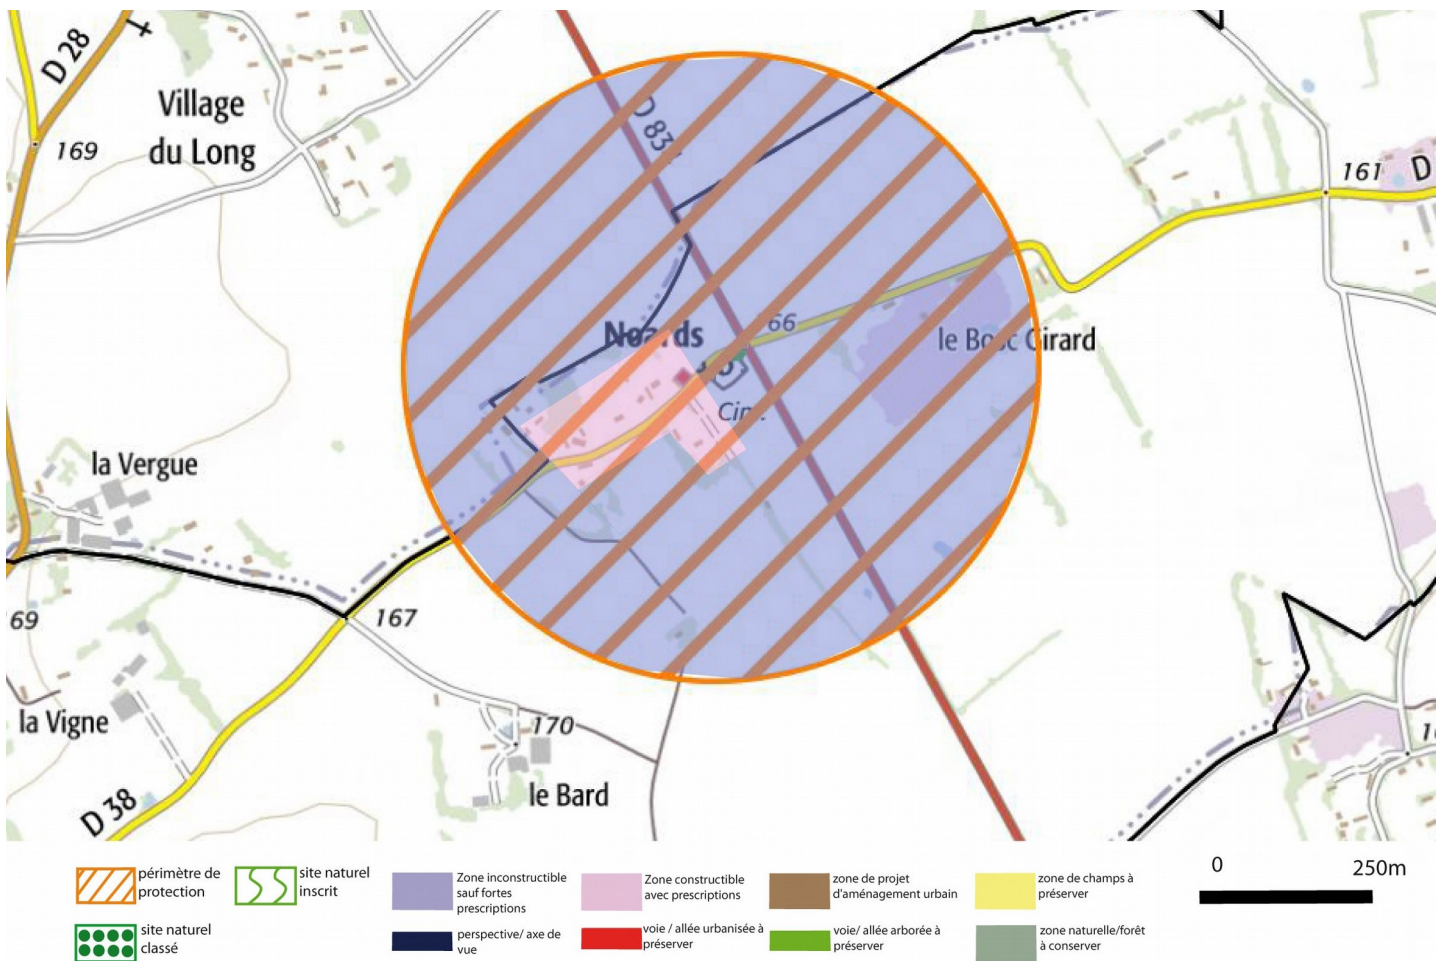 D 28
Village
du Long
169
D 83
161
D
Noards
66
le Bosc Girard
Cim.
la Vergue
69
167
la Vigne
170
le Bard
D 38
périmètre de
protection
site naturel
inscrit
site naturel
classé
Zone inconstructible
sauf fortes
prescriptions
perspective/ axe de
vue
Zone constructible
avec prescriptions
voie / allée urbanisée à
préserver
zone de projet
d'aménagement urbain
voie/ allée arborée à
préserver
zone de champs à
préserver
zone naturelle/forêt
à conserver
0 250m